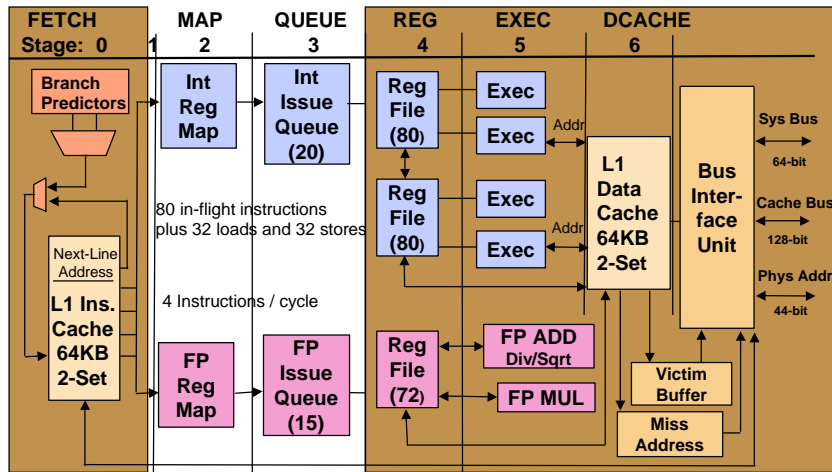 FETCH MAP QUEUE REG EXEC DCACHE
Stage: 0 1 2 3 4 5 6
Branch
Predictors
Int
Reg
Map
Int
Issue
Queue
(20)
Reg
File
(80)
Exec
Exec
Addr
80 in-flight instructions
plus 32 loads and 32 stores
Reg
File
(80)
Exec
Exec
Addr
L1
Data
Cache
64KB
2-Set
Bus
Inter-
face
Unit
Sys Bus
64-bit
Cache Bus
128-bit
Phys Addr
44-bit
Next-Line
Address
L1 Ins.
Cache
64KB
2-Set
4 Instructions / cycle
FP
Reg
Map
FP
Issue
Queue
(15)
Reg
File
(72)
FP ADD
Div/Sqrt
FP MUL
Victim
Buffer
Miss
Address